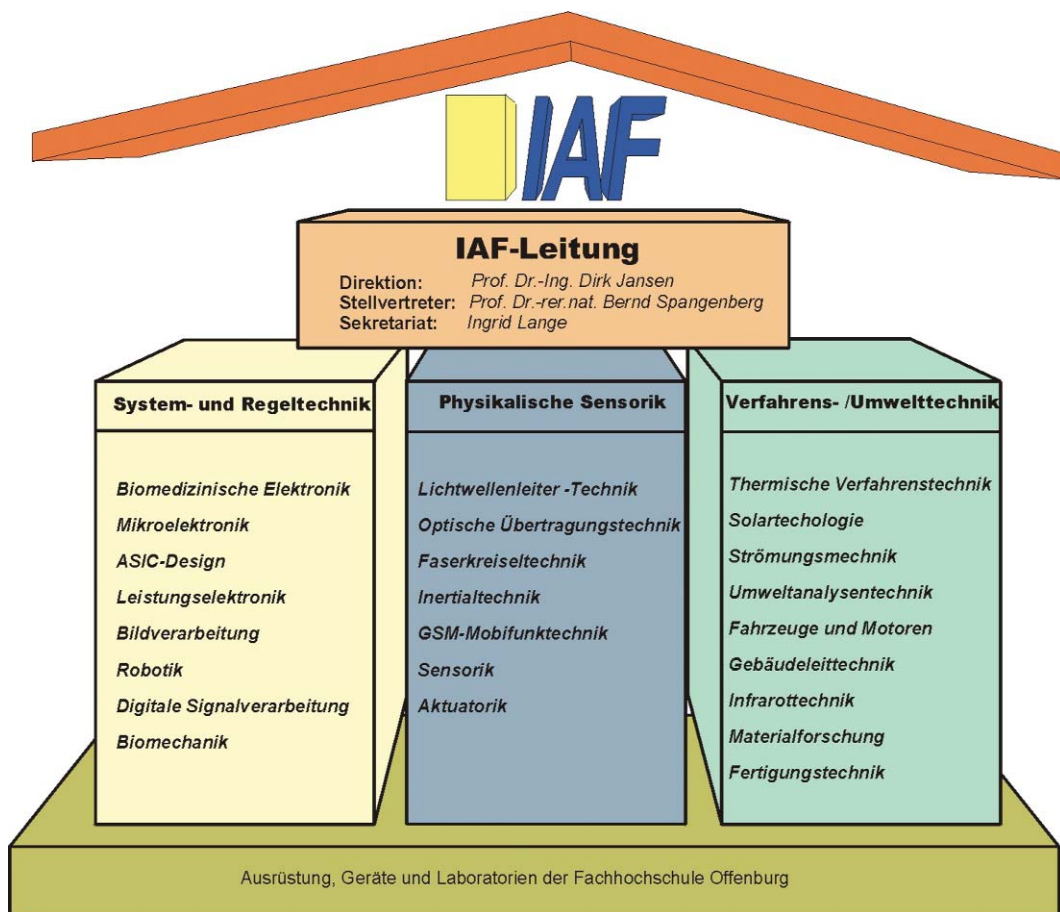 IAF
IAF-Leitung
Direktion: Prof. Dr.-Ing. Dirk Jansen
Stellvertreter: Prof. Dr.-rer.nat. Bernd Spangenberg
Sekretariat: Ingrid Lange
System- und Regeltechnik
Biomedizinische Elektronik
Mikroelektronik
ASIC-Design
Leistungselektronik
Bildverarbeitung
Robotik
Digitale Signalverarbeitung
Biomechanik
Physikalische Sensorik
Lichtwellenleiter -Technik
Optische Übertragungstechnik
Faserkreiseltechnik
Inertialtechnik
GSM-Mobifunktechnik
Sensorik
Aktuatorik
Verfahrens- /Umwelttechnik
Thermische Verfahrenstechnik
Solartechologie
Strömungsmechnik
Umweltanalysentechnik
Fahrzeuge und Motoren
Gebäudeleittechnik
Infrarottechnik
Materialforschung
Fertigungstechnik
Ausrüstung, Geräte und Laboratorien der Fachhochschule Offenburg